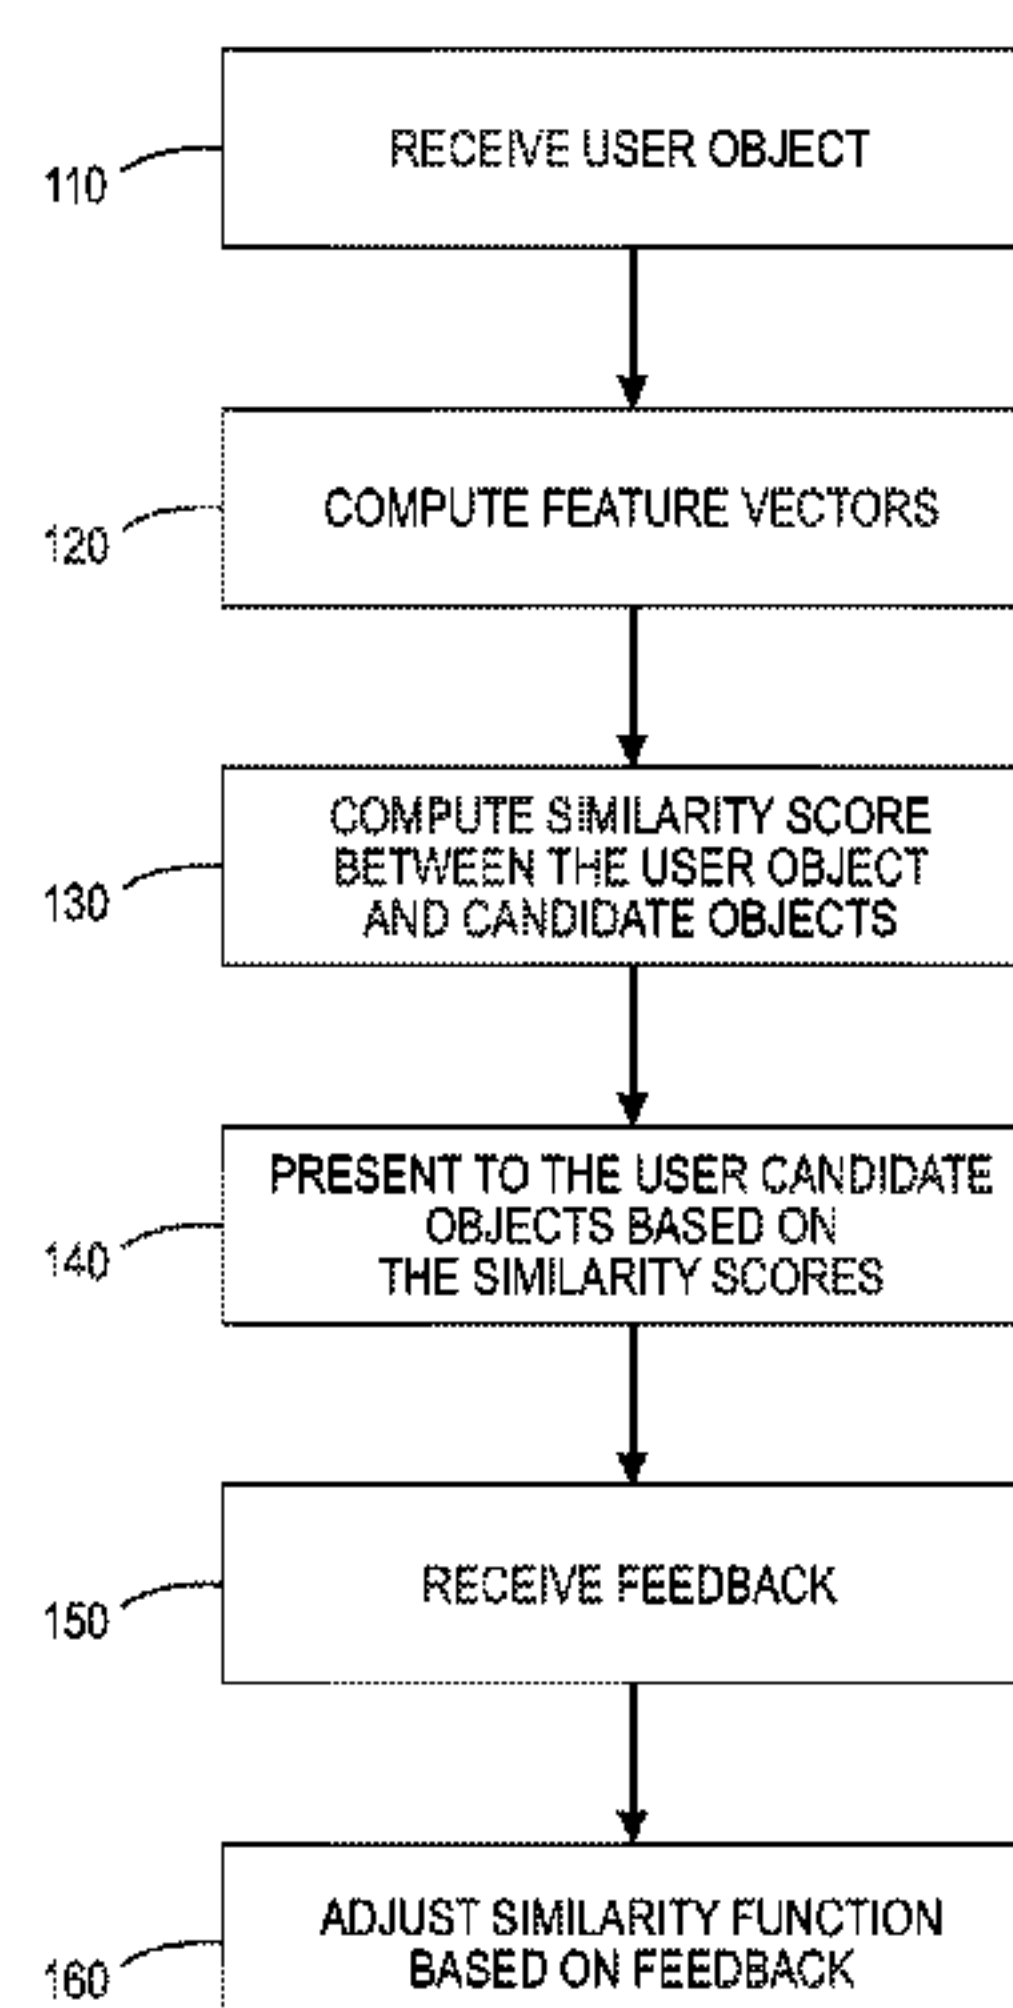 RECEIVE USER OBJECT
110
COMPUTE FEATURE VECTORS
120
COMPUTE SIMILARITY SCORE
BETWEEN THE USER OBJECT
AND CANDIDATE OBJECTS
130
PRESENT TO THE USER CANDIDATE
OBJECTS BASED ON
THE SIMILARITY SCORES
140
RECEIVE FEEDBACK
150
ADJUST SIMILARITY FUNCTION
BASED ON FEEDBACK
160